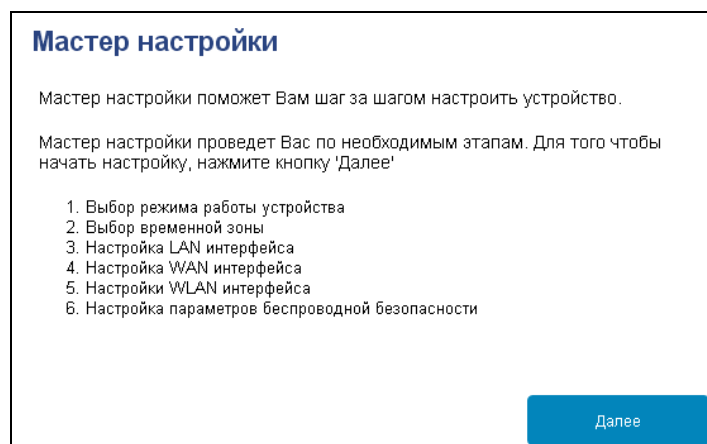 Мастер настройки
Мастер настройки поможет Вам шаг за шагом настроить устройство.
Мастер настройки проведет Вас по необходимым этапам. Для того чтобы
начать настройку, нажмите кнопку 'Далее'
1. Выбор режима работы устройства
2. Выбор временной зоны
3. Настройка LAN интерфейса
4. Настройка WAN интерфейса
5. Настройки WLAN интерфейса
6. Настройка параметров беспроводной безопасности
Далее